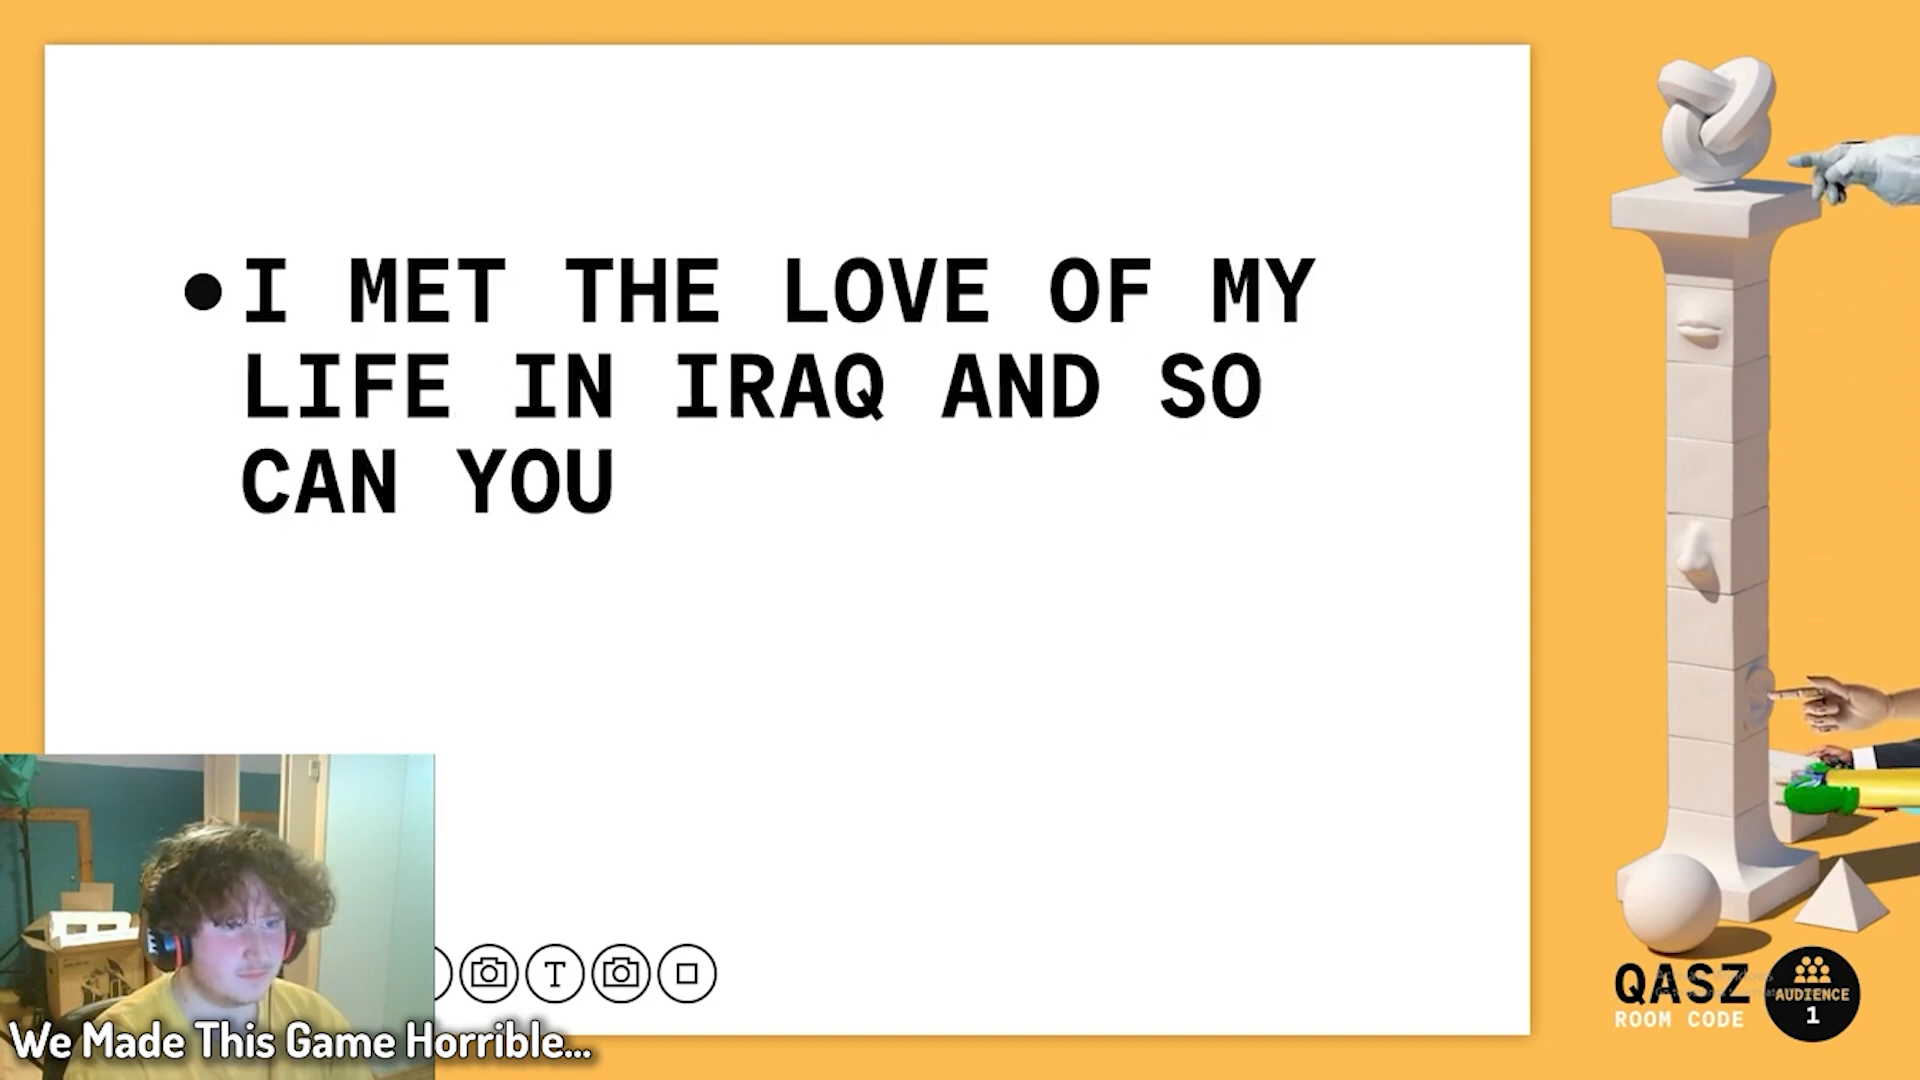 ●I MET THE LOVE OF MY
LIFE IN IRAQ AND SO
CAN YOU
T
We Made This Game Horrible...
QASZ
ROOM CODE
AUDIENCE
1